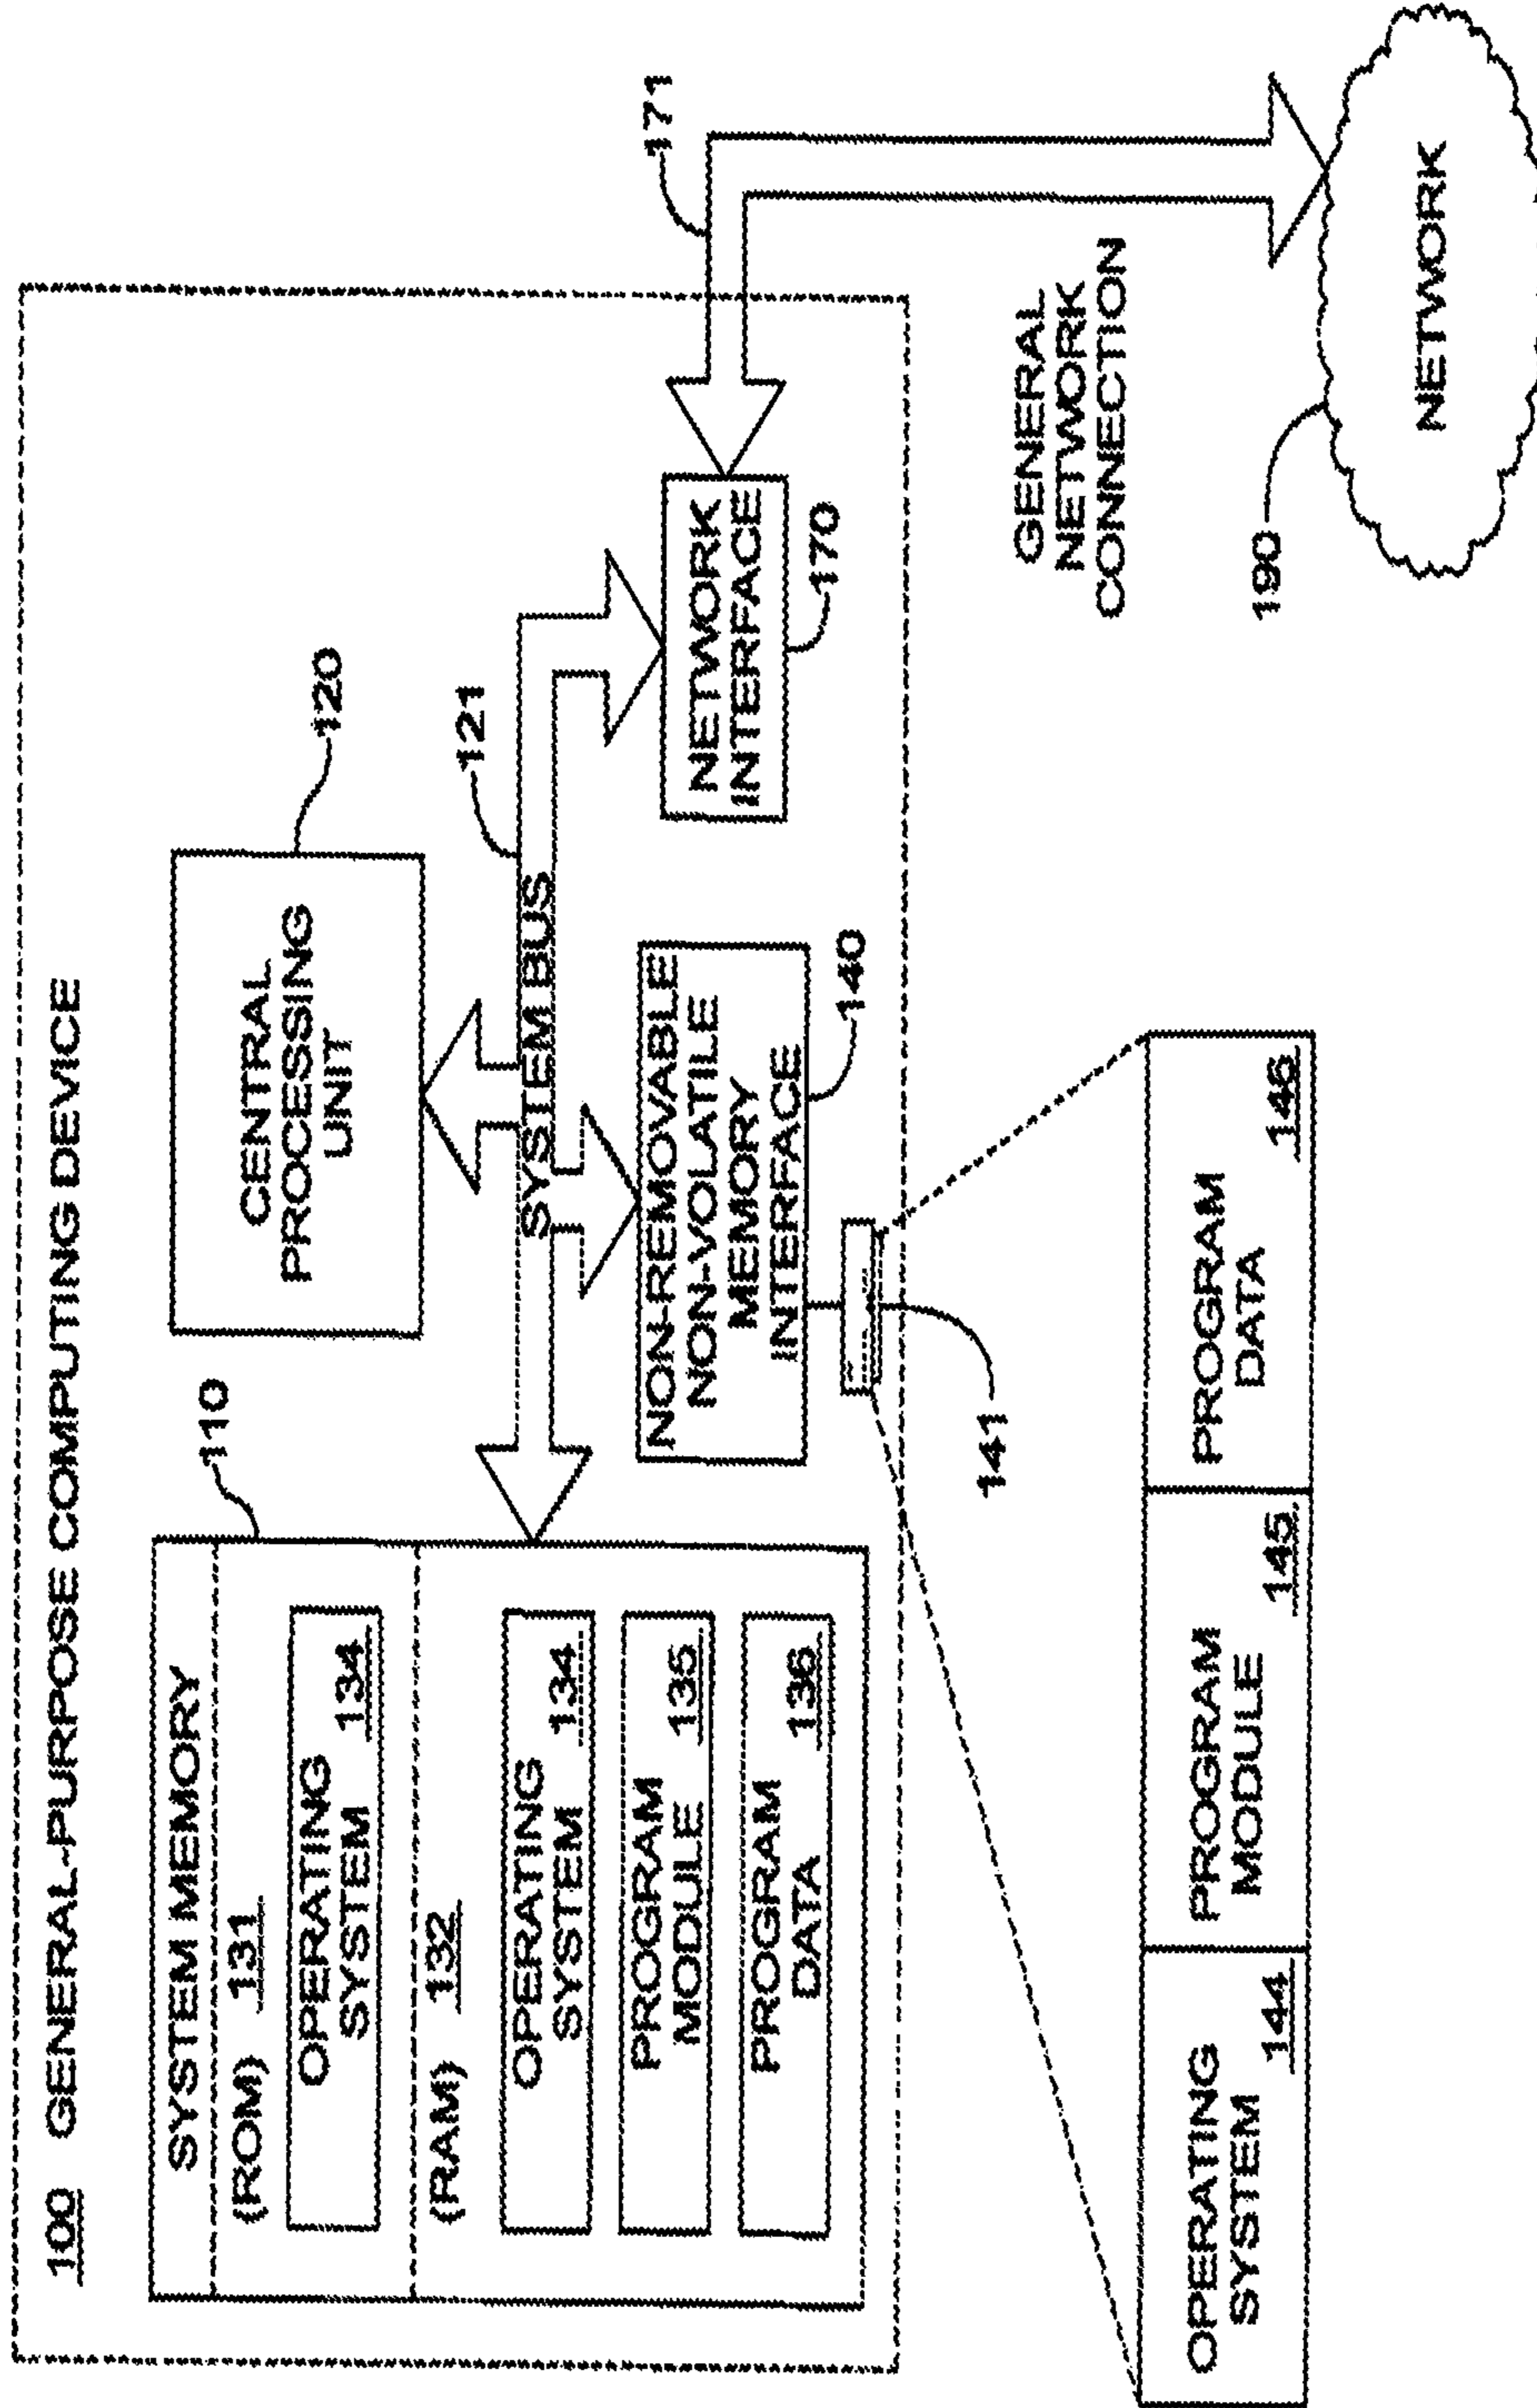 100 GENERAL-PURPOSE COMPUTING DEVICE
110
SYSTEM MEMORY
(ROM) 131
OPERATING
SYSTEM 134
(RAM) 132
OPERATING
SYSTEM 134
PROGRAM
MODULE 135
PROGRAM
DATA 136
120
CENTRAL
PROCESSING
UNIT
121
SYSTEM BUS
NON-REMOVABLE
NON-VOLATILE
MEMORY
INTERFACE
140
141
NETWORK
INTERFACE
170
171
GENERAL
NETWORK
CONNECTION
190
NETWORK
OPERATING
SYSTEM 144
PROGRAM
MODULE 145
PROGRAM
DATA 146